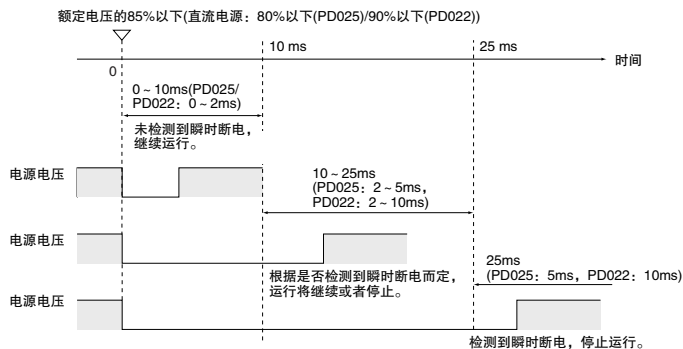 额定电压的85%以下(直流电源：80%以下(PD025)/90%以下(PD022))
10 ms
25 ms
时间
0
0~10ms(PD025/
PD022：0~2ms)
未检测到瞬时断电，
继续运行。
电源电压
10~25ms
(PD025：2~5ms，
PD022：2~10ms)
电源电压
根据是否检测到瞬时断电而定，
运行将继续或者停止。
25ms
(PD025：5ms，PD022：10ms)
电源电压
检测到瞬时断电，停止运行。